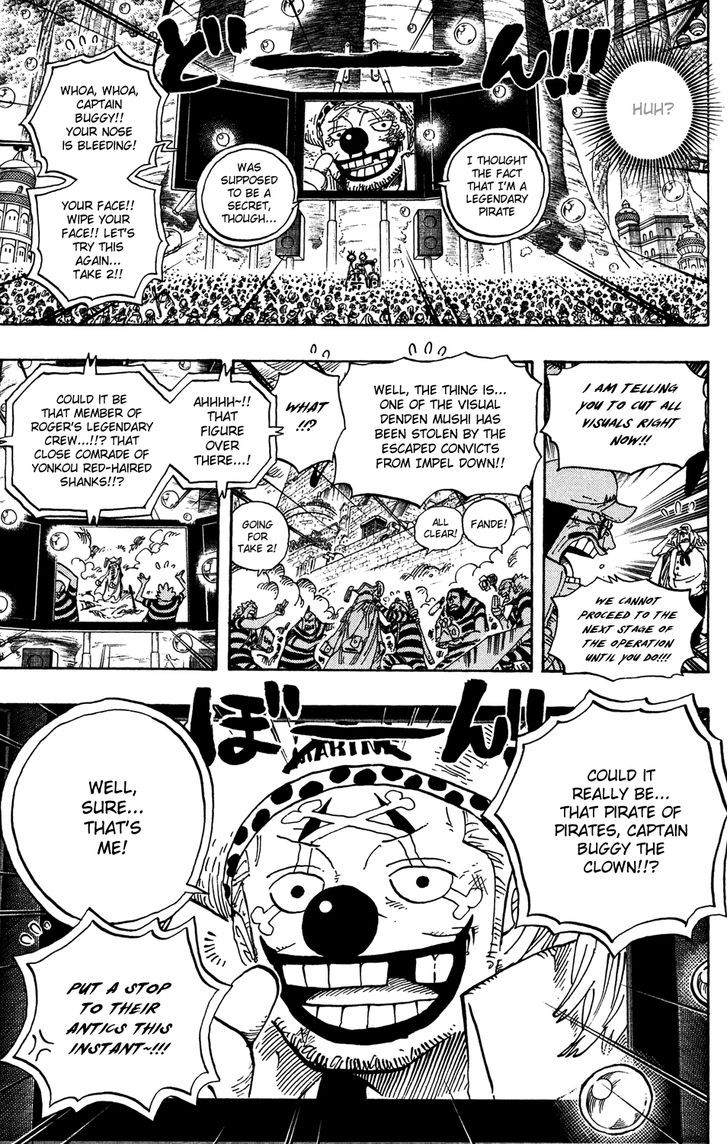 ど
ーん!!!
HUH?
I THOUGHT
THE FACT
THAT I'M A
LEGENDARY
PIRATE
WAS
SUPPOSED
TO BE A
SECRET,
THOUGH...
WHOA, WHOA,
CAPTAIN
BUGGY!!
YOUR NOSE
IS BLEEDING!
YOUR FACE!!
WIPE YOUR
FACE!! LET'S
TRY THIS
AGAIN...
TAKE 2!!
I AM TELLING
YOU TO CUT ALL
VISUALS RIGHT
NOW!!
WE CANNOT
PROCEED TO THE
NEXT STAGE OF
THE OPERATION
UNTIL YOU DO!!!
WELL, THE THING IS...
ONE OF THE VISUAL
DENDEN MUSHI HAS
BEEN STOLEN BY THE
ESCAPED CONVICTS
FROM IMPEL DOWN!!
WHAT
!!?
FANDE!
ALL
CLEAR!
GOING
FOR
TAKE 2!
AHHHH~!!
THAT
FIGURE
OVER
THERE...!
COULD IT BE
THAT MEMBER OF
ROGER'S LEGENDARY
CREW...!!? THAT
CLOSE COMRADE OF
YONKOU RED-HAIRED
SHANKS!!?
ぼ
ーん!!
MARINE
COULD IT
REALLY BE...
THAT PIRATE OF
PIRATES, CAPTAIN
BUGGY THE
CLOWN!!?
WELL,
SURE...
THAT'S
ME!
PUT A STOP
TO THEIR
ANTICS THIS
INSTANT~!!!